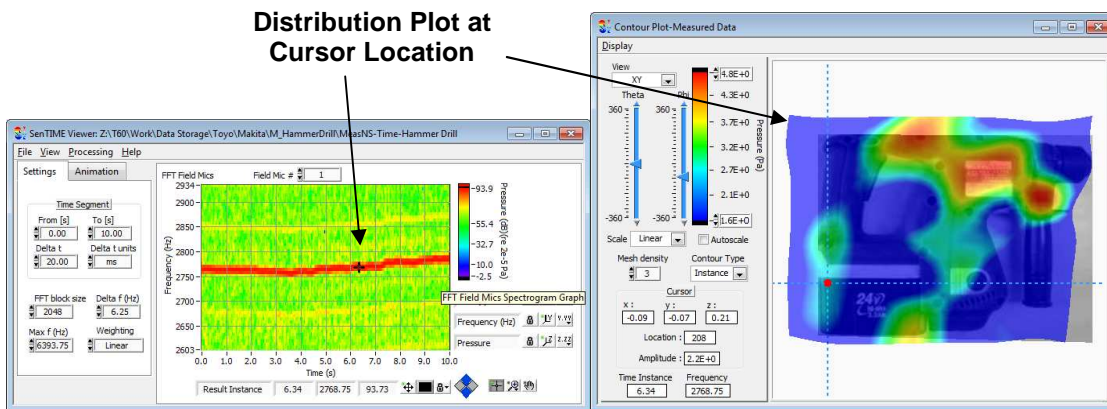 Distribution Plot at
Cursor Location
SenTIME Viewer: Z:\T60\Work\Data Storage\Toyo\Makita\M_HammerDrill\MeasNS-Time-Hammer Drill
File View Processing Help
Settings Animation
Time Segment
From [s] To [s]
0.00 10.00
Delta t Delta t units
20.00 ms
FFT block size Delta f (Hz)
2048 6.25
Max f (Hz) Weighting
6393.75 Linear
FFT Field Mics Field Mic # 1
Frequency (Hz)
2934
2900
2850
2800
2750
2700
2650
2603
0.0 1.0 2.0 3.0 4.0 5.0 6.0 7.0 8.0 9.0 10.0
Time (s)
93.9
55.4
32.7
10.0
-2.5
Pressure (dB)(re 2e-5 Pa)
FFT Field Mics Spectrogram Graph
Frequency (Hz)
Pressure
Result Instance 6.34 2768.75 93.73
Contour Plot-Measured Data
Display
View
XY
Theta Phi
360 360
-360 -360
4.8E+0
4.3E+0
3.7E+0
3.2E+0
2.7E+0
2.1E+0
1.6E+0
Pressure (Pa)
Scale Linear Autoscale
Mesh density Contour Type
3 Instance
Cursor
x : y : z :
-0.09 -0.07 0.21
Location : 208
Amplitude : 2.2E+0
Time Instance Frequency
6.34 2768.75
24V